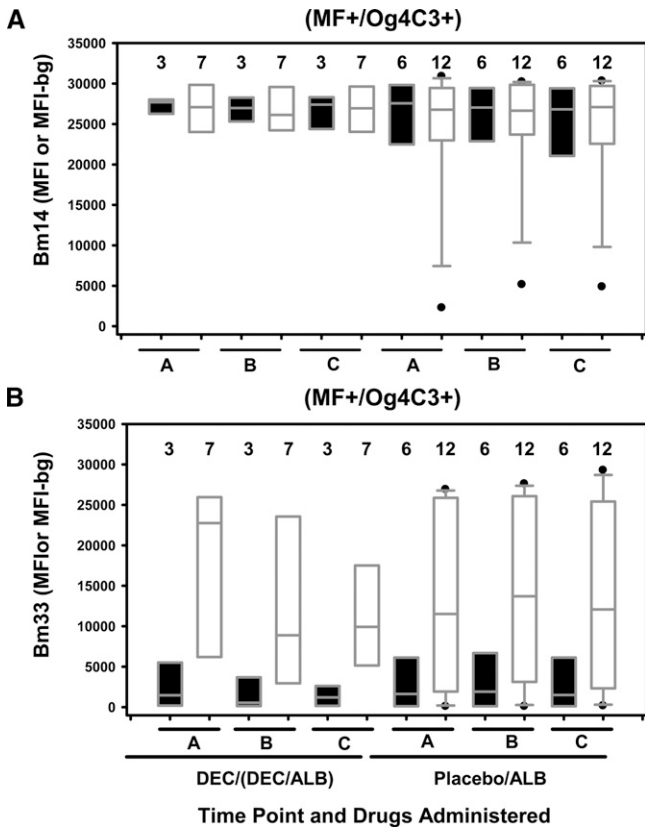 A
(MF+/Og4C3+)
Bm14 (MFI or MFI-bg)
35000
30000
25000
20000
15000
10000
5000
0
3 7 3 7 3 7 6 12 6 12 6 12
A B C A B C
B
(MF+/Og4C3+)
Bm33 (MFIor MFI-bg)
35000
30000
25000
20000
15000
10000
5000
0
3 7 3 7 3 7 6 12 6 12 6 12
A B C A B C
DEC/(DEC/ALB) Placebo/ALB
Time Point and Drugs Administered